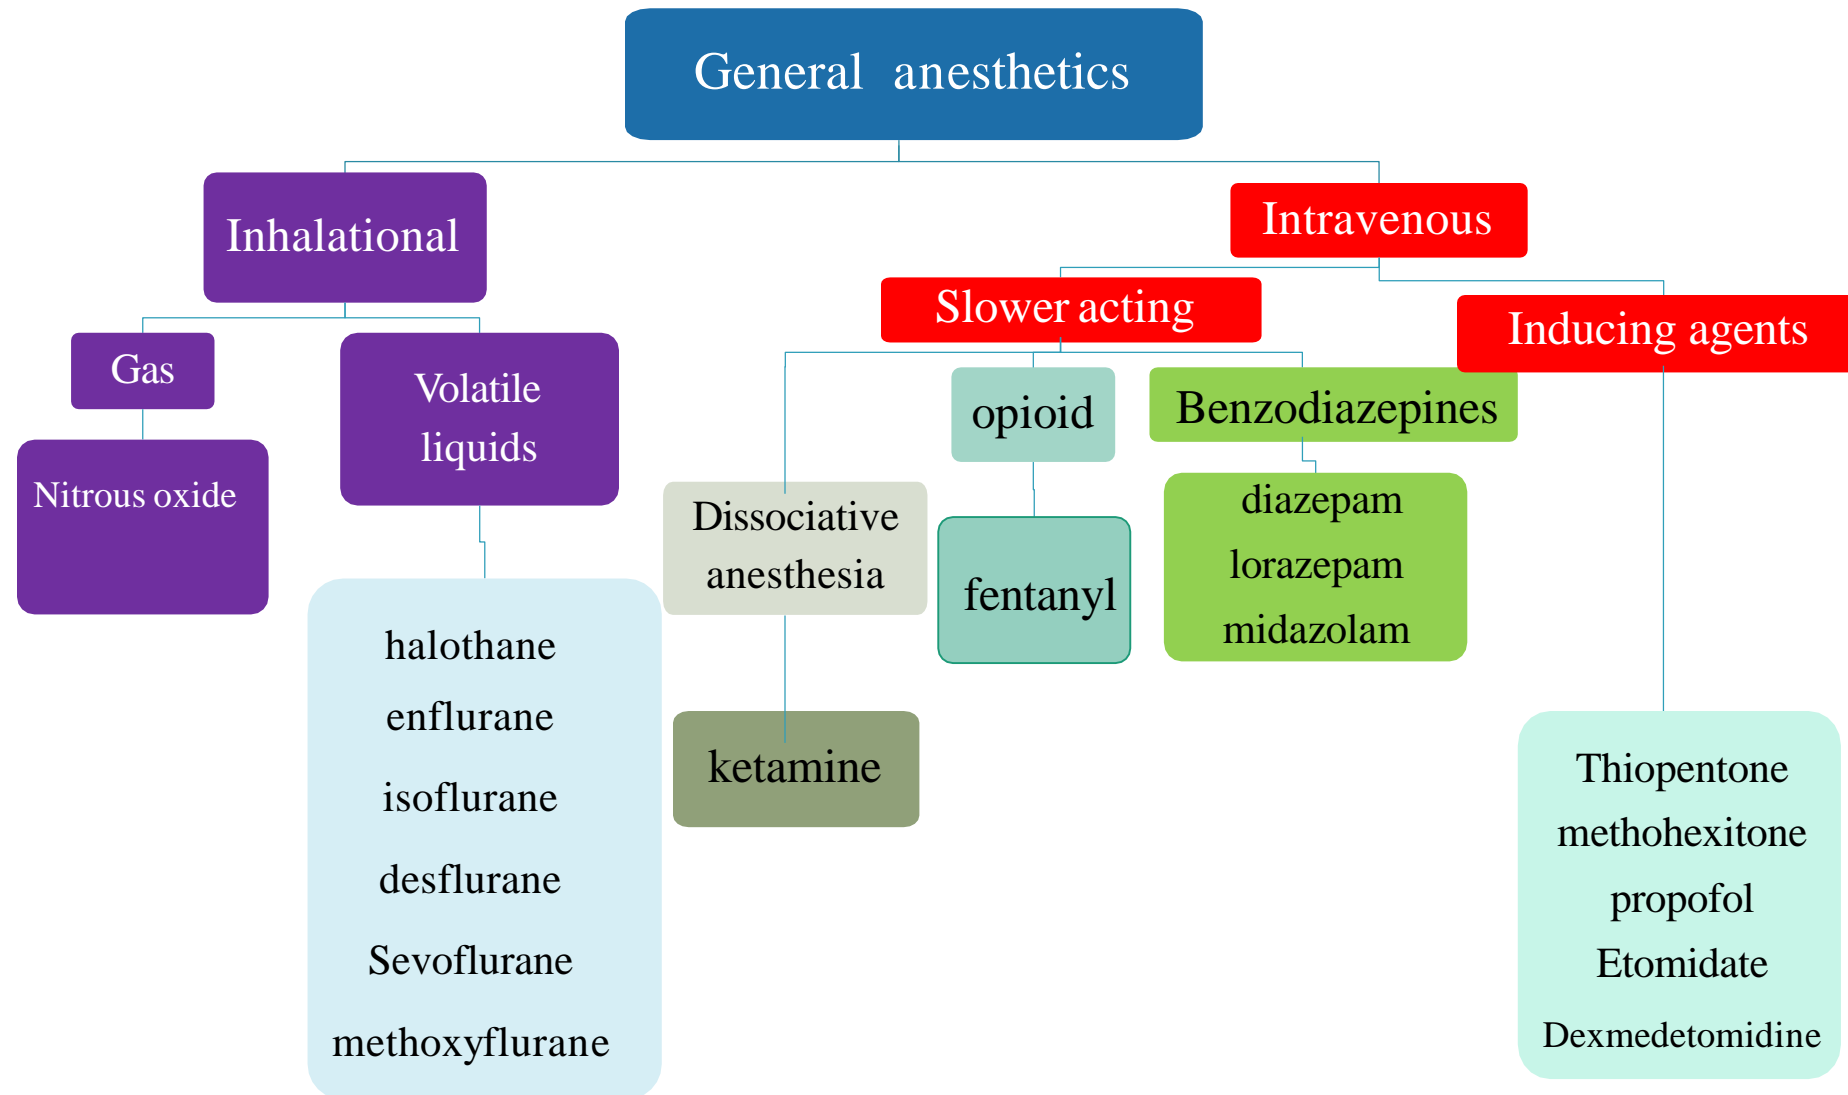 General anesthetics
Inhalational
Intravenous
Slower acting
Inducing agents
Gas
Volatile
liquids
opioid
Benzodiazepines
Nitrous oxide
Dissociative
anesthesia
fentanyl
diazepam
lorazepam
midazolam
halothane
enflurane
isoflurane
desflurane
Sevoflurane
methoxyflurane
ketamine
Thiopentone
methohexitone
propofol
Etomidate
Dexmedetomidine